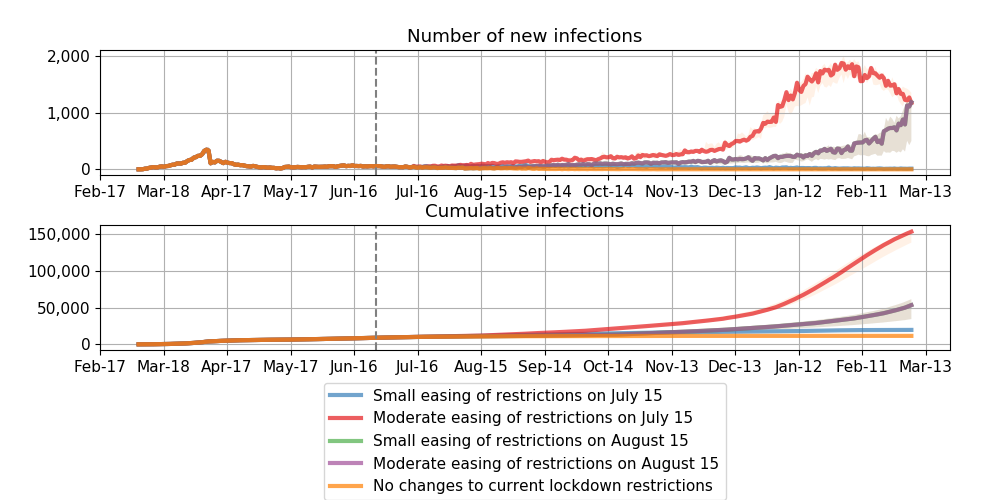 Number of new infections
2,000
1,000
0
Feb-17 Mar-18 Apr-17 May-17 Jun-16 Jul-16 Aug-15 Sep-14 Oct-14 Nov-13 Dec-13 Jan-12 Feb-11 Mar-13
Cumulative infections
150,000
100,000
50,000
0
Feb-17 Mar-18 Apr-17 May-17 Jun-16 Jul-16 Aug-15 Sep-14 Oct-14 Nov-13 Dec-13 Jan-12 Feb-11 Mar-13
Small easing of restrictions on July 15
Moderate easing of restrictions on July 15
Small easing of restrictions on August 15
Moderate easing of restrictions on August 15
No changes to current lockdown restrictions